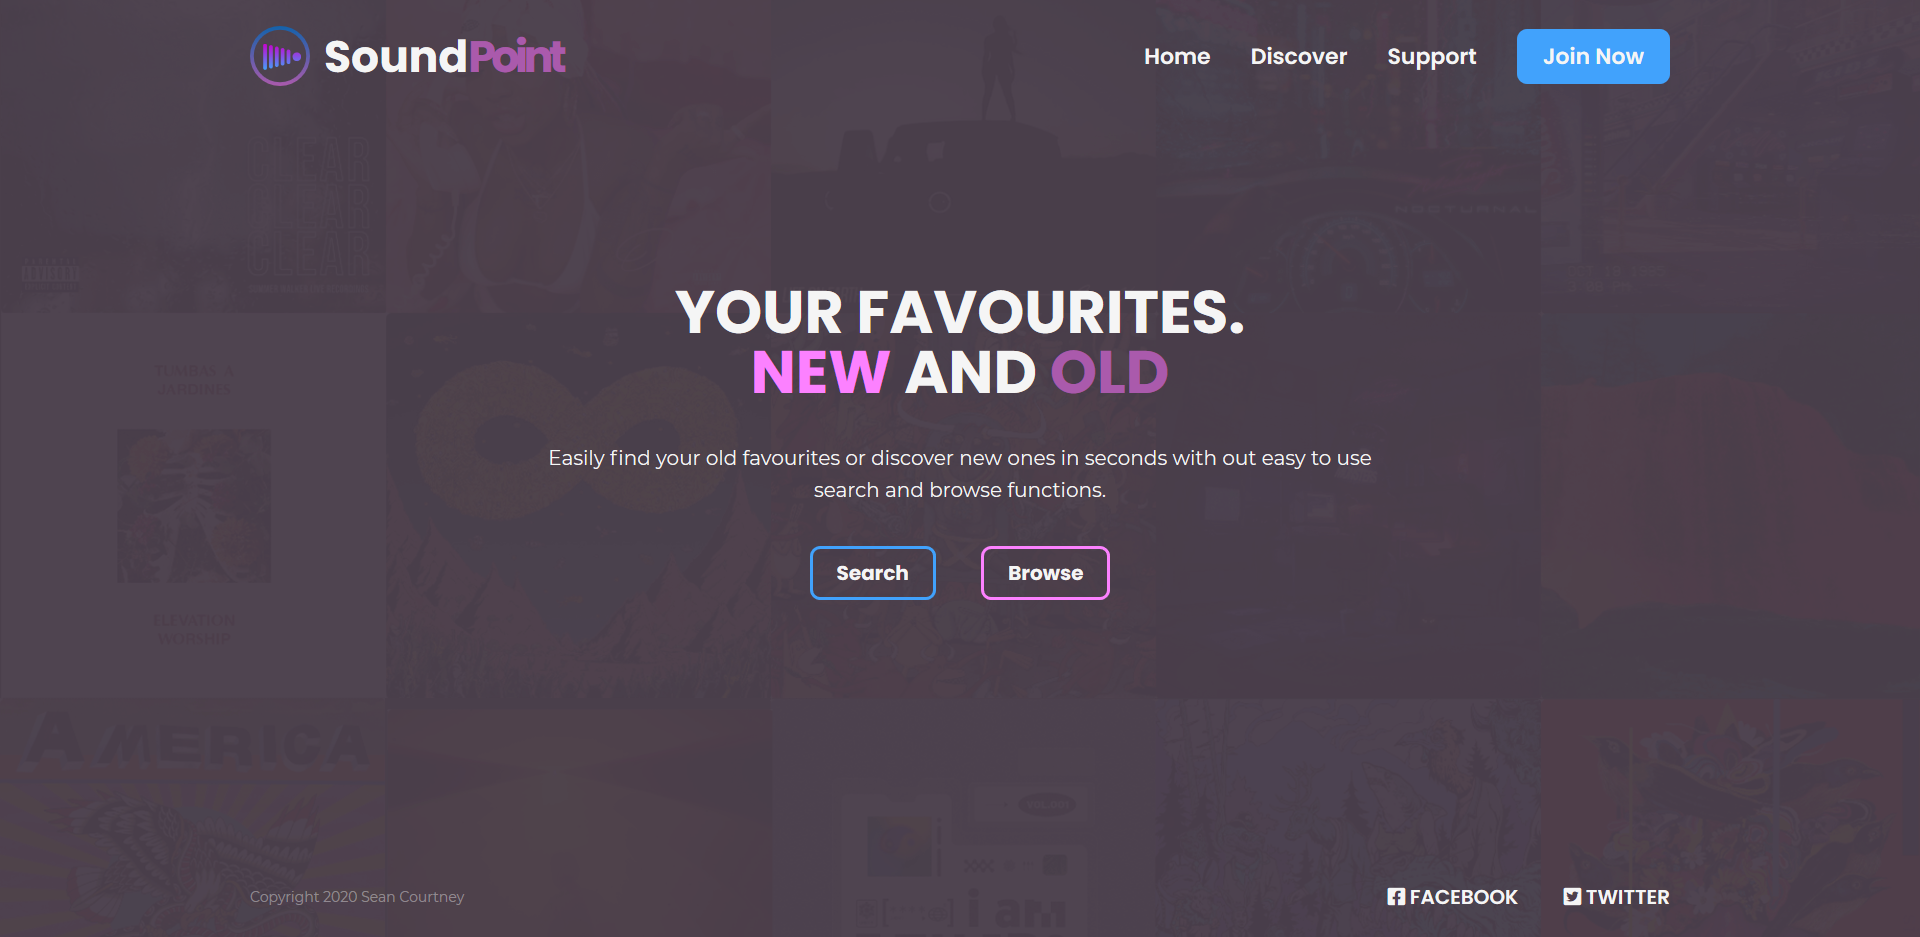 SoundPoint
Home
Discover
Support
Join Now
CLEAR
CLEAR
CLEAR
NOCTURNAL
YOUR FAVOURITES.
NEW AND OLD
TUMBAS A
JARDINES
Easily find your old favourites or discover new ones in seconds with out easy to use
search and browse functions.
Search
Browse
ELEVATION
WORSHIP
AMERICA
i am
Copyright 2020 Sean Courtney
FACEBOOK
TWITTER